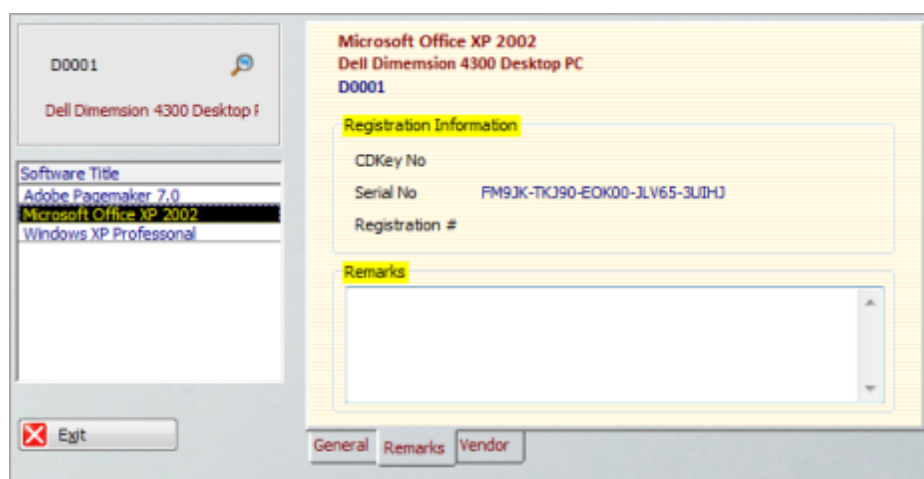 D0001
Dell Dimemsion 4300 Desktop P
Software Title
Adobe Pagemaker 7.0
Microsoft Office XP 2002
Windows XP Professonal
Exit
Microsoft Office XP 2002
Dell Dimemsion 4300 Desktop PC
D0001
Registration Information
CDKey No
Serial No FM9JK-TKJ90-EOK00-JLV65-3UIHJ
Registration #
Remarks
General Remarks Vendor